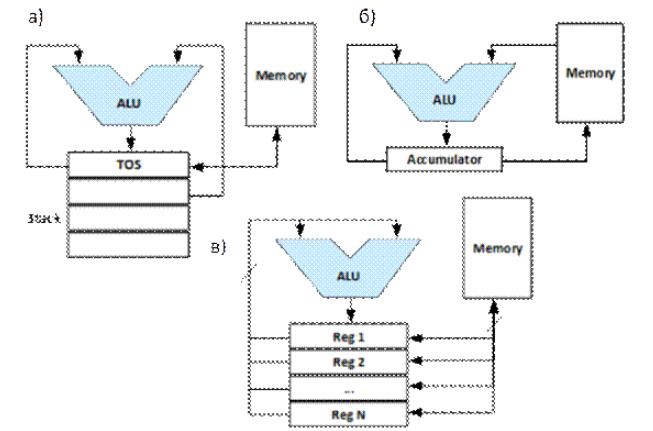 а)
ALU
Memory
TOS
stack
б)
ALU
Memory
Accumulator
в)
ALU
Memory
Reg 1
Reg 2
...
Reg N